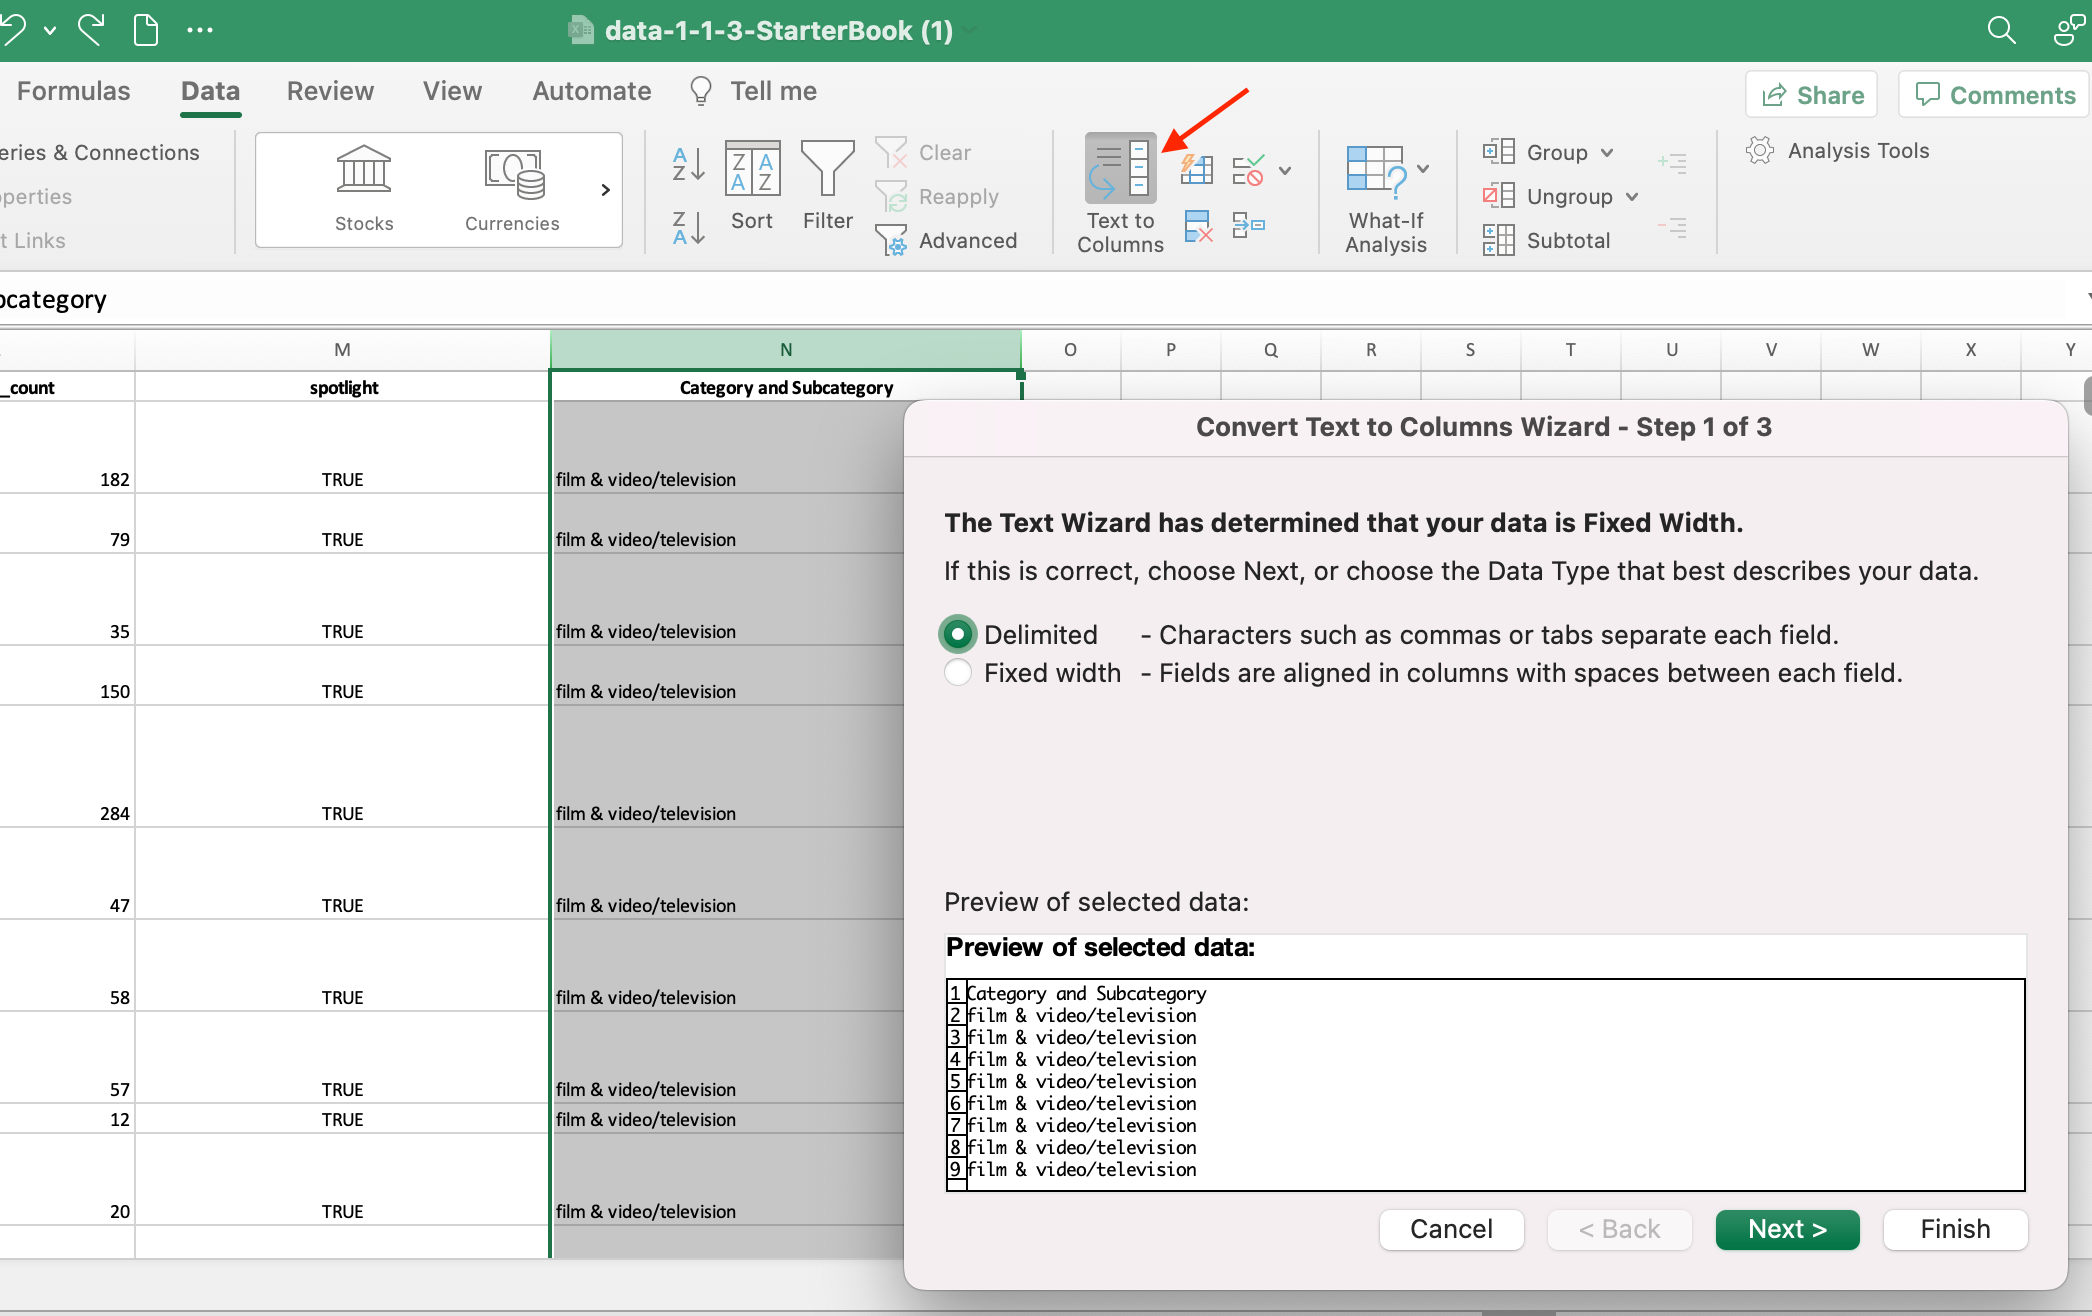 data-1-1-3-StarterBook (1)
Formulas Data Review View Automate Tell me Share Comments
eries & Connections
perties
t Links
Stocks Currencies
Sort Filter
Clear
Reapply
Advanced
Text to Columns
What-If Analysis
Group
Ungroup
Subtotal
Analysis Tools
category
M N O P Q R S T U V W X Y
_count spotlight Category and Subcategory
182 TRUE film & video/television
79 TRUE film & video/television
35 TRUE film & video/television
150 TRUE film & video/television
284 TRUE film & video/television
47 TRUE film & video/television
58 TRUE film & video/television
57 TRUE film & video/television
12 TRUE film & video/television
20 TRUE film & video/television
Convert Text to Columns Wizard - Step 1 of 3
The Text Wizard has determined that your data is Fixed Width.
If this is correct, choose Next, or choose the Data Type that best describes your data.
Delimited - Characters such as commas or tabs separate each field.
Fixed width - Fields are aligned in columns with spaces between each field.
Preview of selected data:
Preview of selected data:
1 Category and Subcategory
2 film & video/television
3 film & video/television
4 film & video/television
5 film & video/television
6 film & video/television
7 film & video/television
8 film & video/television
9 film & video/television
Cancel < Back Next > Finish